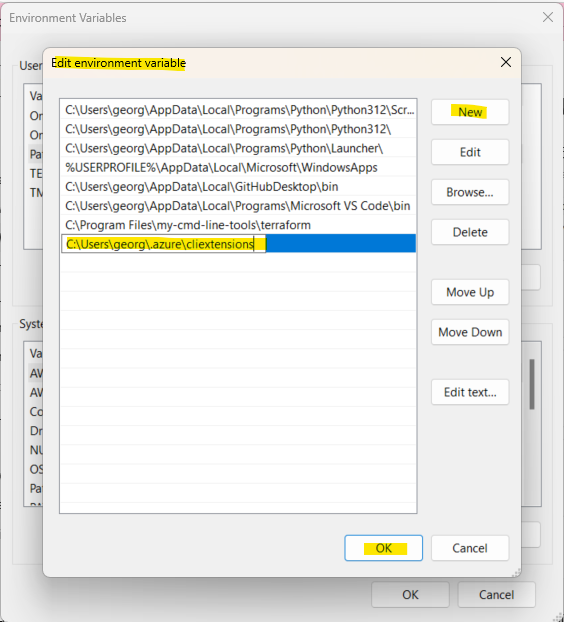 Environment Variables
User
Edit environment variable
Va
On
On
Pat
TE
TM
C:\Users\georg\AppData\Local\Programs\Python\Python312\Scr...
C:\Users\georg\AppData\Local\Programs\Python\Python312\
C:\Users\georg\AppData\Local\Programs\Python\Launcher\
%USERPROFILE%\AppData\Local\Microsoft\WindowsApps
C:\Users\georg\AppData\Local\GitHubDesktop\bin
C:\Users\georg\AppData\Local\Programs\Microsoft VS Code\bin
C:\Program Files\my-cmd-line-tools\terraform
C:\Users\georg\.azure\cliextensions
New
Edit
Browse...
Delete
Move Up
Move Down
Edit text...
Syste
Va
AW
AW
Co
Dr
NU
OS
Pat
OK
Cancel
OK
Cancel